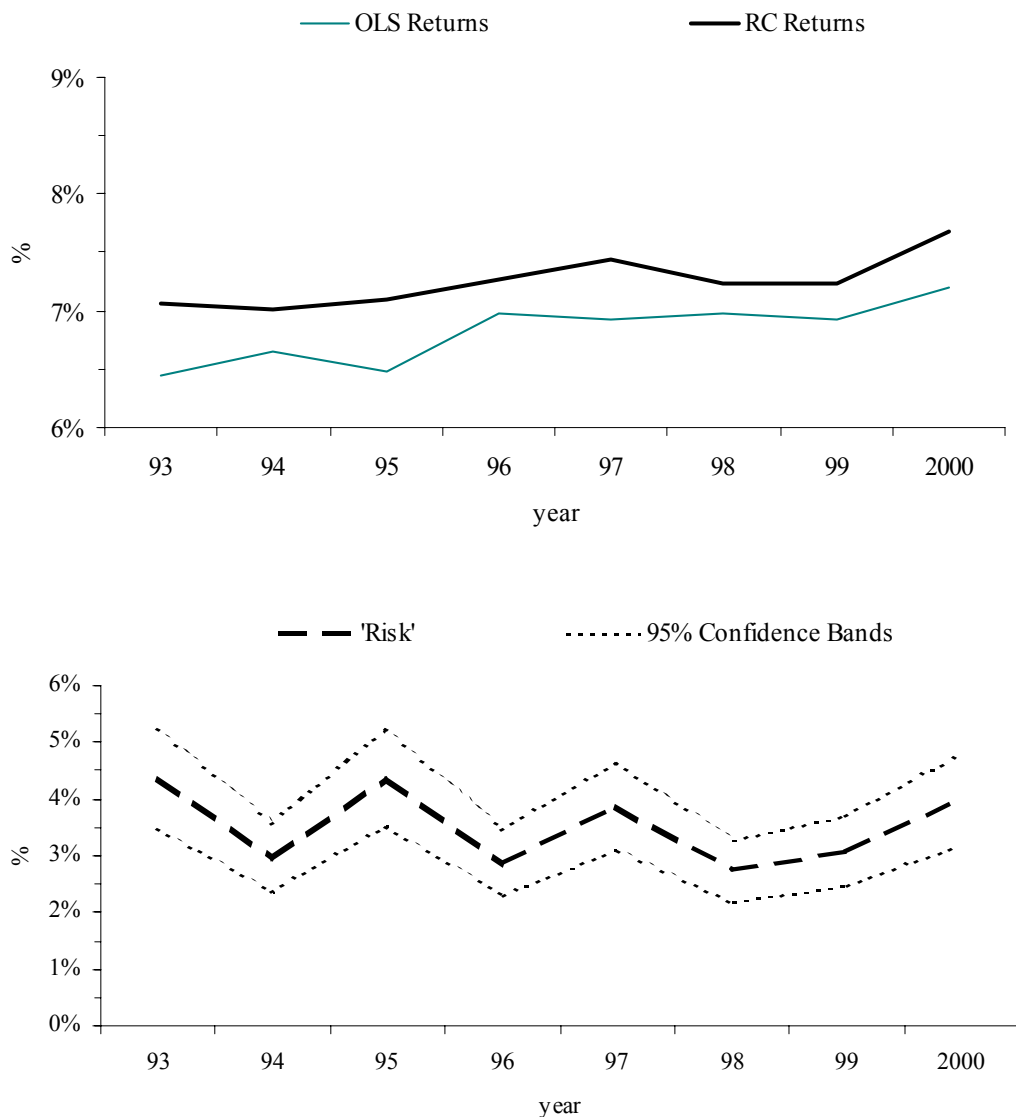 OLS Returns RC Returns
9%
8%
7%
6%
%
93 94 95 96 97 98 99 2000
year
'Risk' 95% Confidence Bands
6%
5%
4%
3%
2%
1%
0%
%
93 94 95 96 97 98 99 2000
year